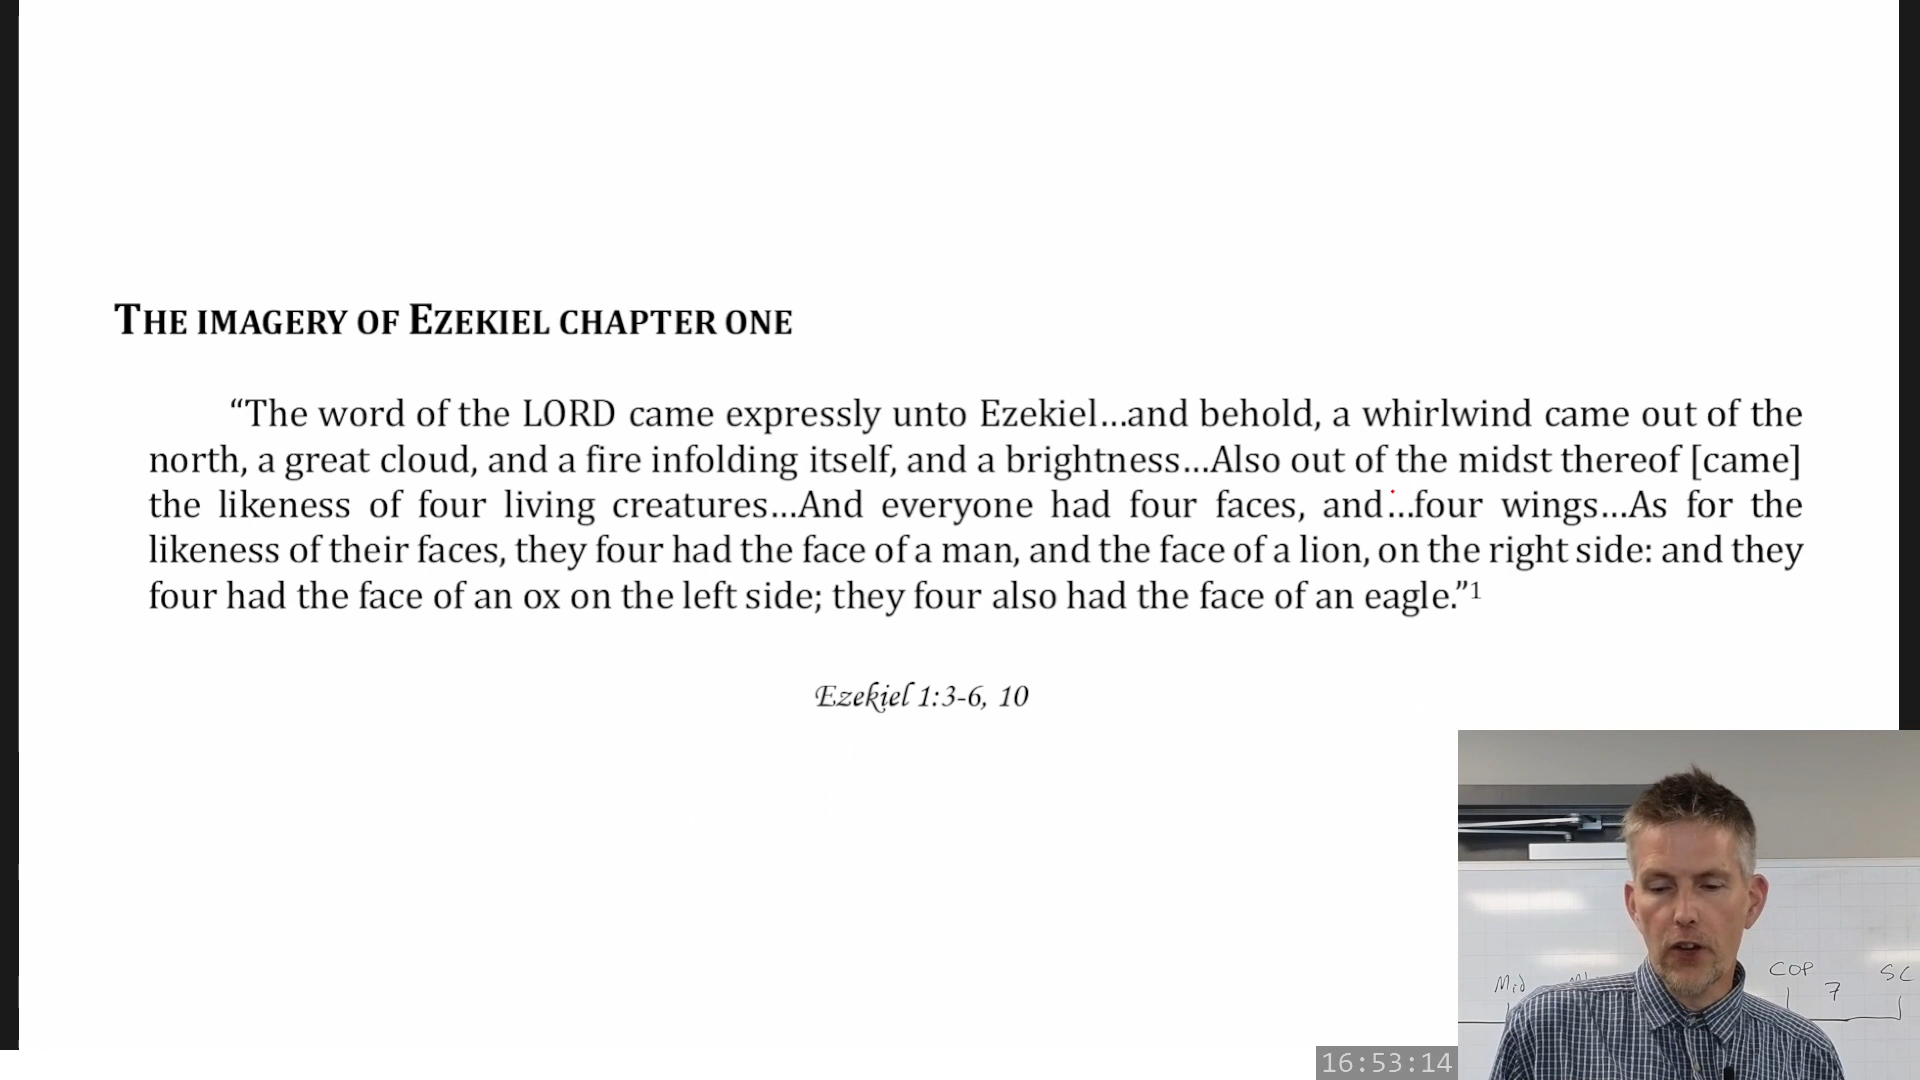 THE IMAGERY OF EZEKIEL CHAPTER ONE
“The word of the LORD came expressly unto Ezekiel...and behold, a whirlwind came out of the
north, a great cloud, and a fire infolding itself, and a brightness...Also out of the midst thereof [came]
the likeness of four living creatures...And everyone had four faces, and...four wings...As for the
likeness of their faces, they four had the face of a man, and the face of a lion, on the right side: and they
four had the face of an ox on the left side; they four also had the face of an eagle.”1
Ezekiel 1:3-6, 10
Mid
COP
7
SC
16:53:14